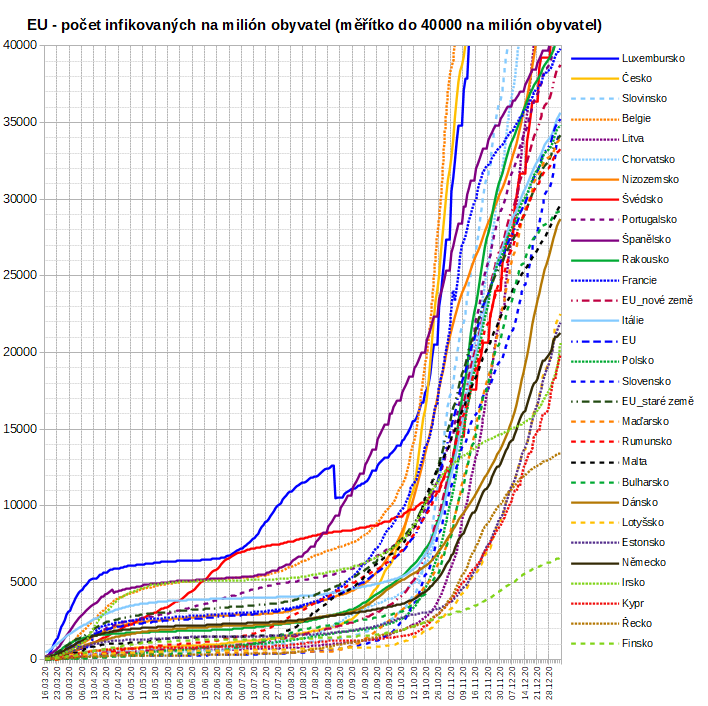 EU - počet infikovaných na milión obyvatel (měřítko do 40000 na milión obyvatel)
40000
35000
30000
25000
20000
15000
10000
5000
0
16.03.20
23.03.20
30.03.20
06.04.20
13.04.20
20.04.20
27.04.20
04.05.20
11.05.20
18.05.20
25.05.20
01.06.20
08.06.20
15.06.20
22.06.20
29.06.20
06.07.20
13.07.20
20.07.20
27.07.20
03.08.20
10.08.20
17.08.20
24.08.20
31.08.20
07.09.20
14.09.20
21.09.20
28.09.20
05.10.20
12.10.20
19.10.20
26.10.20
02.11.20
09.11.20
16.11.20
23.11.20
30.11.20
07.12.20
14.12.20
21.12.20
28.12.20
Luxembursko
Česko
Slovinsko
Belgie
Litva
Chorvatsko
Nizozemsko
Švédsko
Portugalsko
Španělsko
Rakousko
Francie
EU_nové země
Itálie
EU
Polsko
Slovensko
EU_staré země
Maďarsko
Rumunsko
Malta
Bulharsko
Dánsko
Lotyšsko
Estonsko
Německo
Irsko
Kypr
Řecko
Finsko